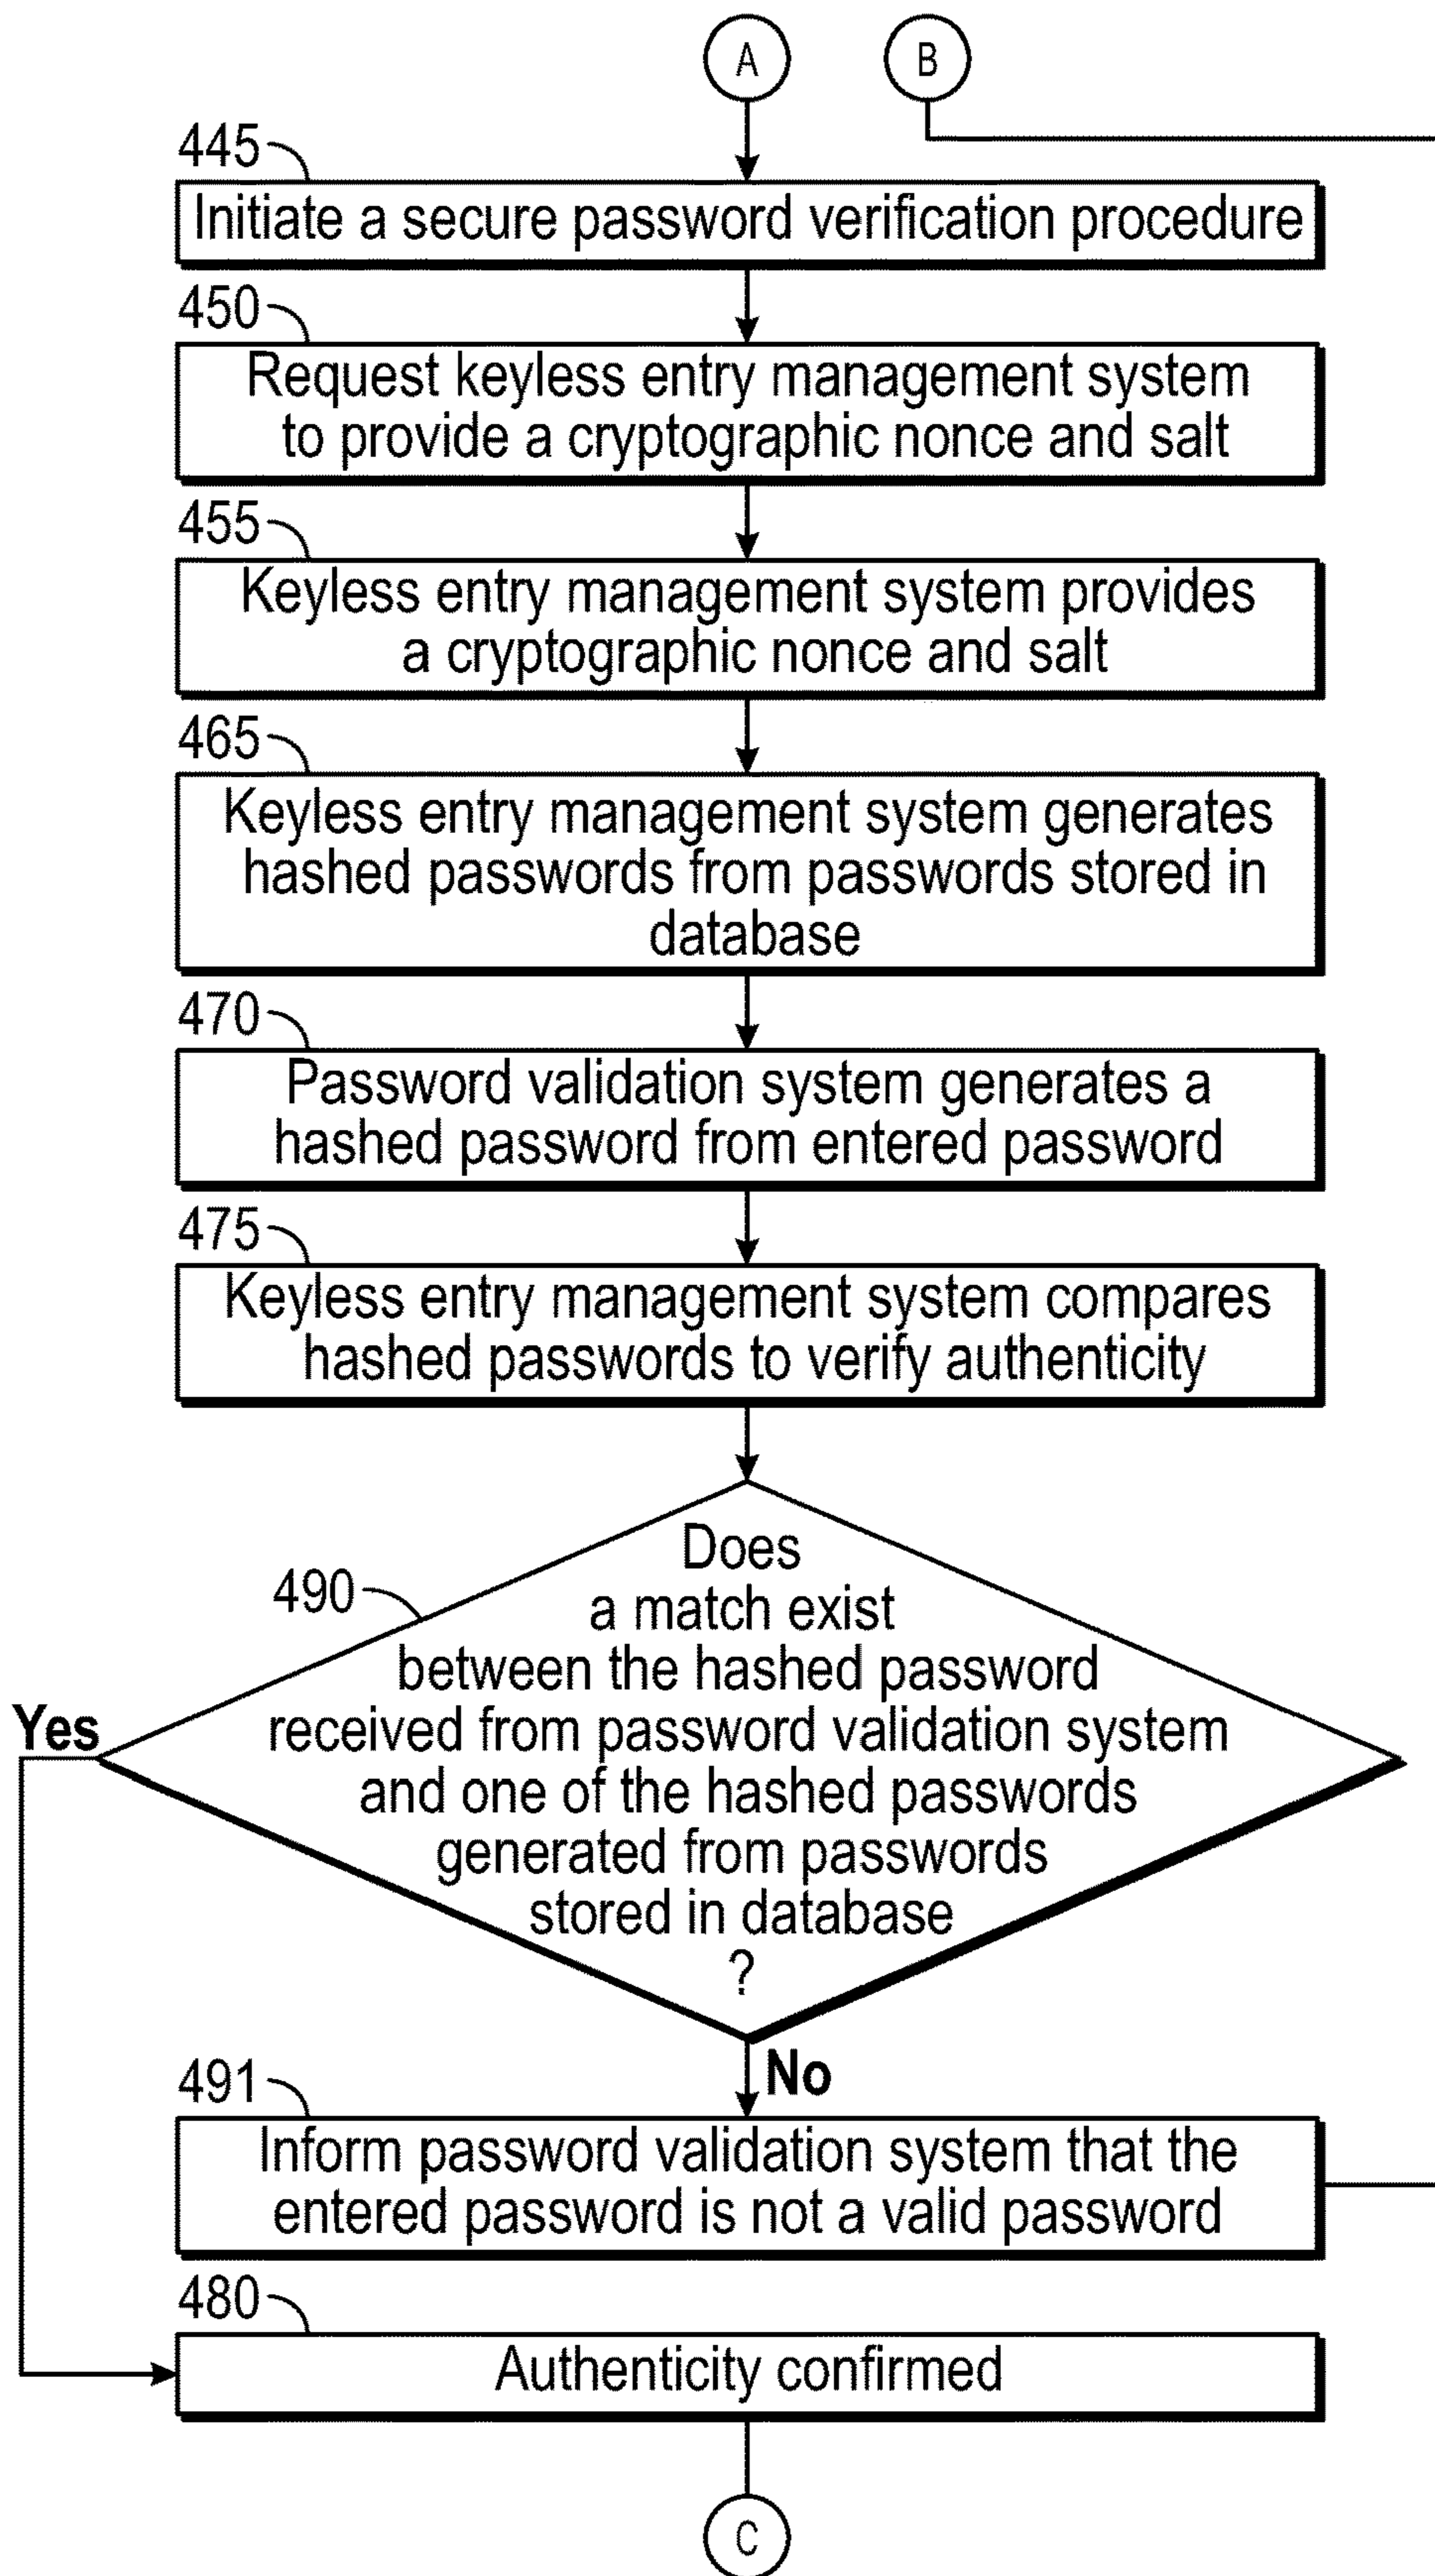 A
B
445
Initiate a secure password verification procedure
450
Request keyless entry management system
to provide a cryptographic nonce and salt
455
Keyless entry management system provides
a cryptographic nonce and salt
465
Keyless entry management system generates
hashed passwords from passwords stored in
database
470
Password validation system generates a
hashed password from entered password
475
Keyless entry management system compares
hashed passwords to verify authenticity
490
Does
a match exist
between the hashed password
received from password validation system
and one of the hashed passwords
generated from passwords
stored in database
?
Yes
No
491
Inform password validation system that the
entered password is not a valid password
480
Authenticity confirmed
C